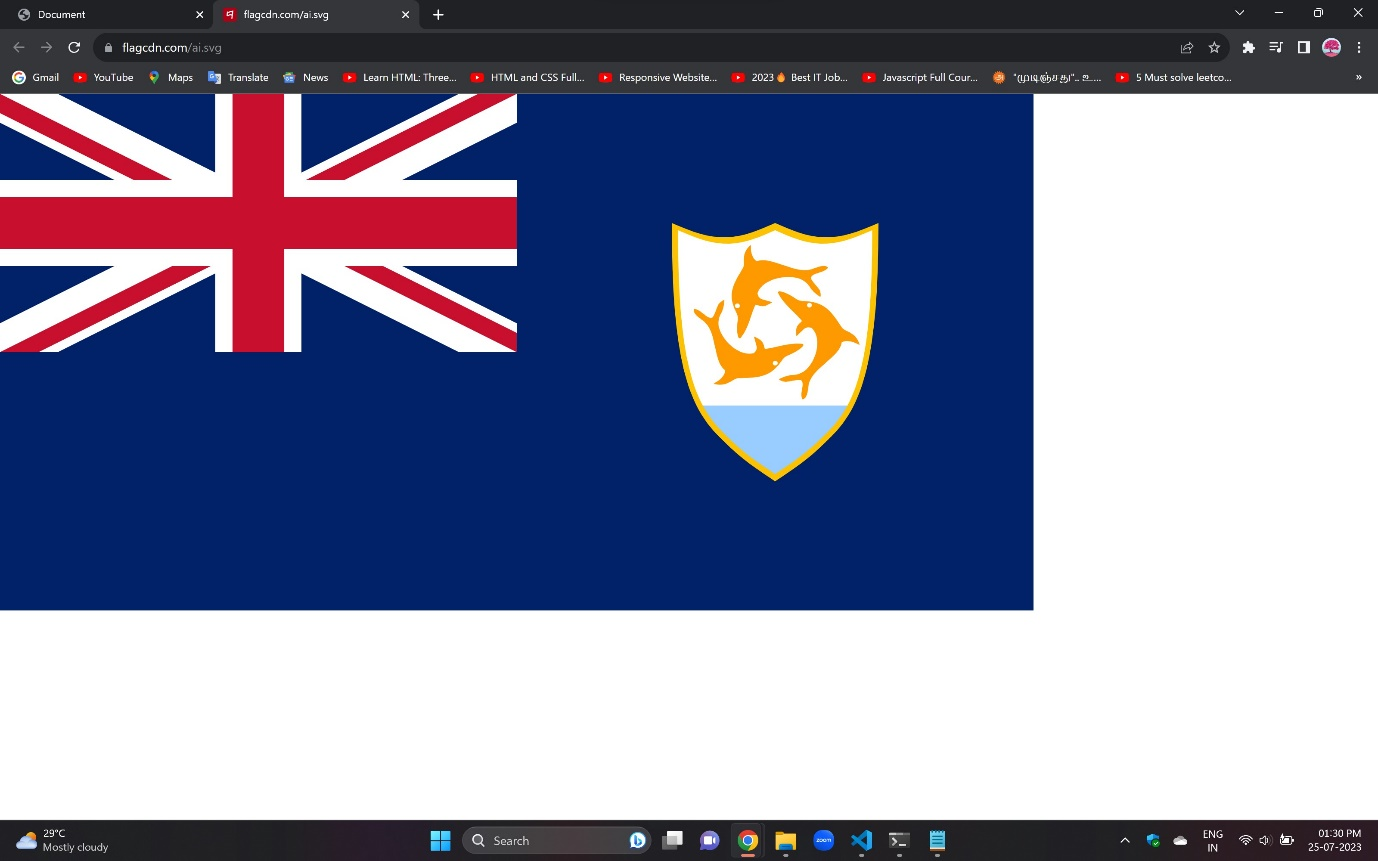 Document
flagcdn.com/ai.svg
flagcdn.com/ai.svg
Gmail YouTube Maps Translate News Learn HTML: Three... HTML and CSS Full... Responsive Website... 2023🔥 Best IT Job... Javascript Full Cour... "முடிஞ்சது".. உ.... 5 Must solve leetco... »
29°C
Mostly cloudy
Search
zoom
ENG
IN
01:30 PM
25-07-2023